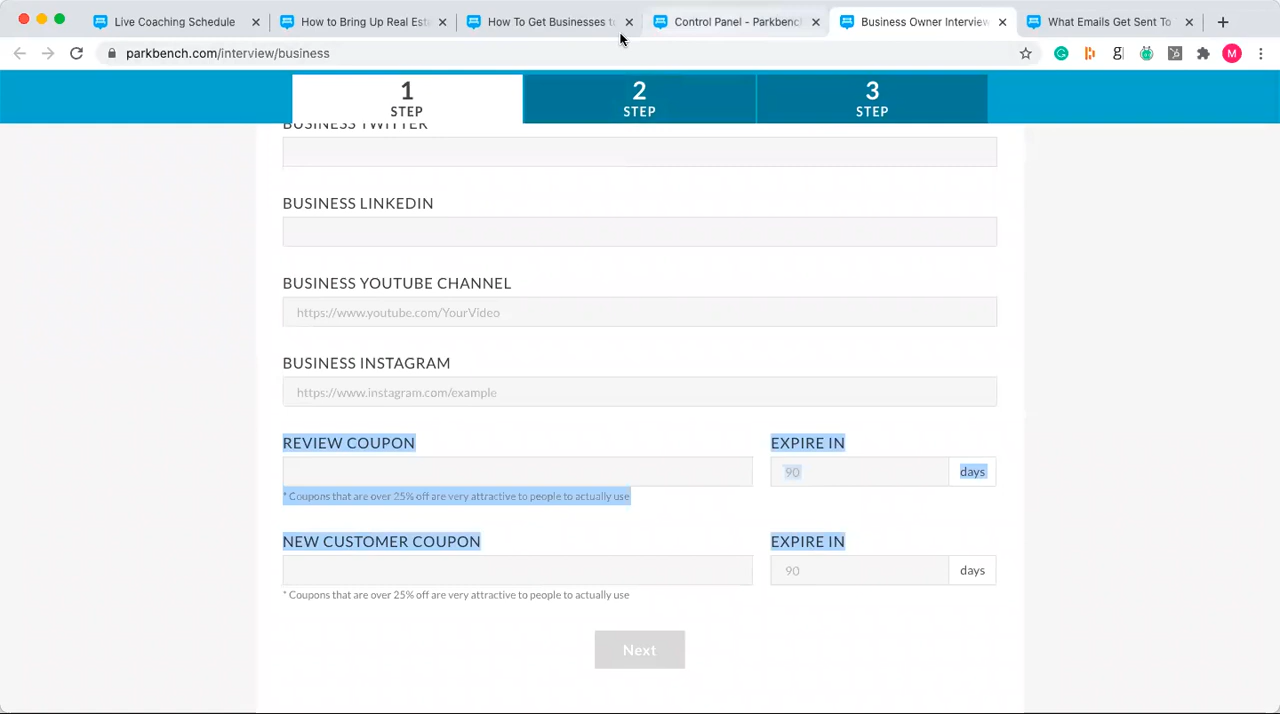 Live Coaching Schedule
How to Bring Up Real Est
How To Get Businesses t
Control Panel - Parkbench
Business Owner Interview
What Emails Get Sent To
parkbench.com/interview/business
M
1
STEP
2
STEP
3
STEP
BUSINESS TWITTER
BUSINESS LINKEDIN
BUSINESS YOUTUBE CHANNEL
https://www.youtube.com/YourVideo
BUSINESS INSTAGRAM
https://www.instagram.com/example
REVIEW COUPON EXPIRE IN
90 days
* Coupons that are over 25% off are very attractive to people to actually use
NEW CUSTOMER COUPON EXPIRE IN
90 days
* Coupons that are over 25% off are very attractive to people to actually use
Next